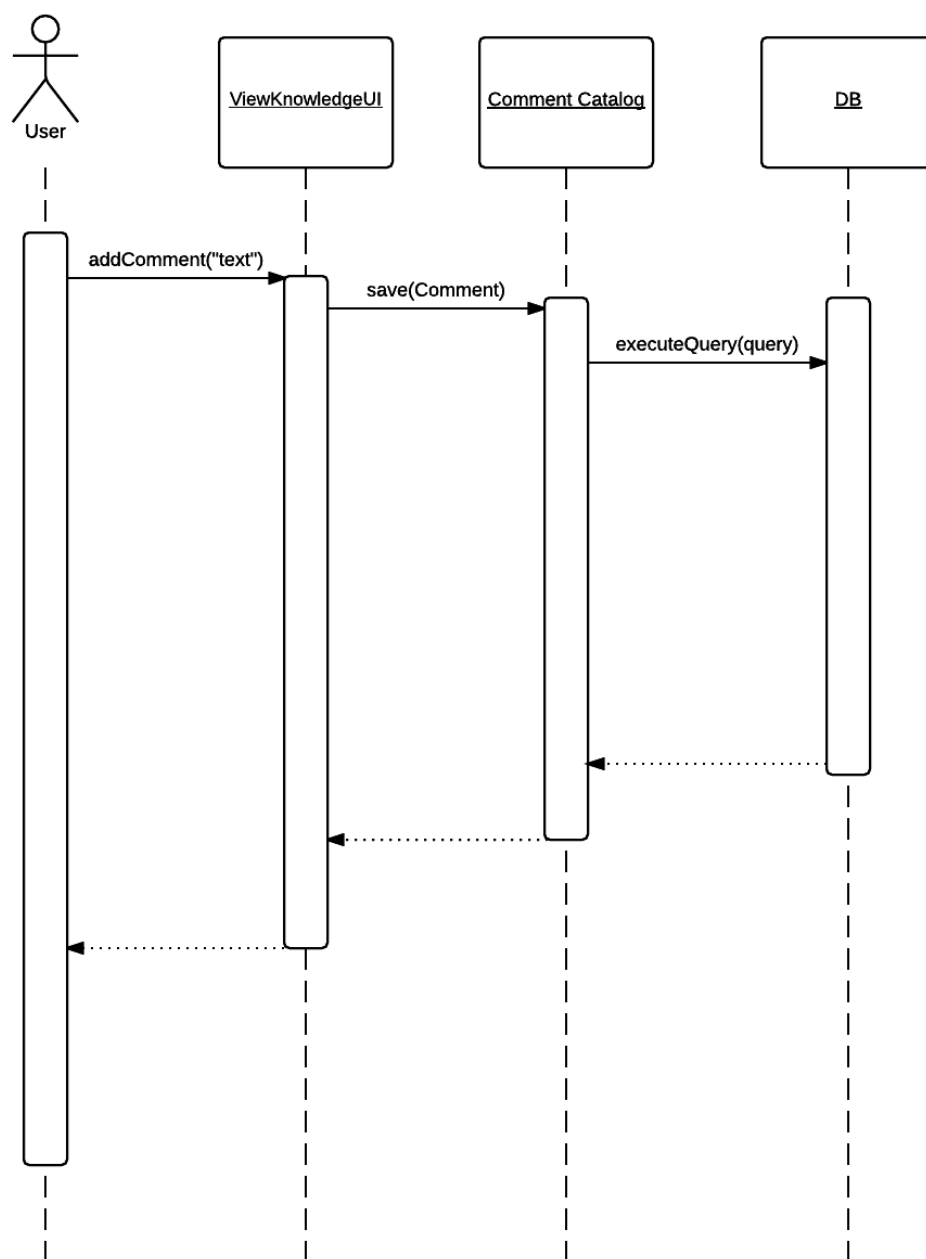 ViewKnowledgeUI
Comment Catalog
DB
User
addComment("text")
save(Comment)
executeQuery(query)